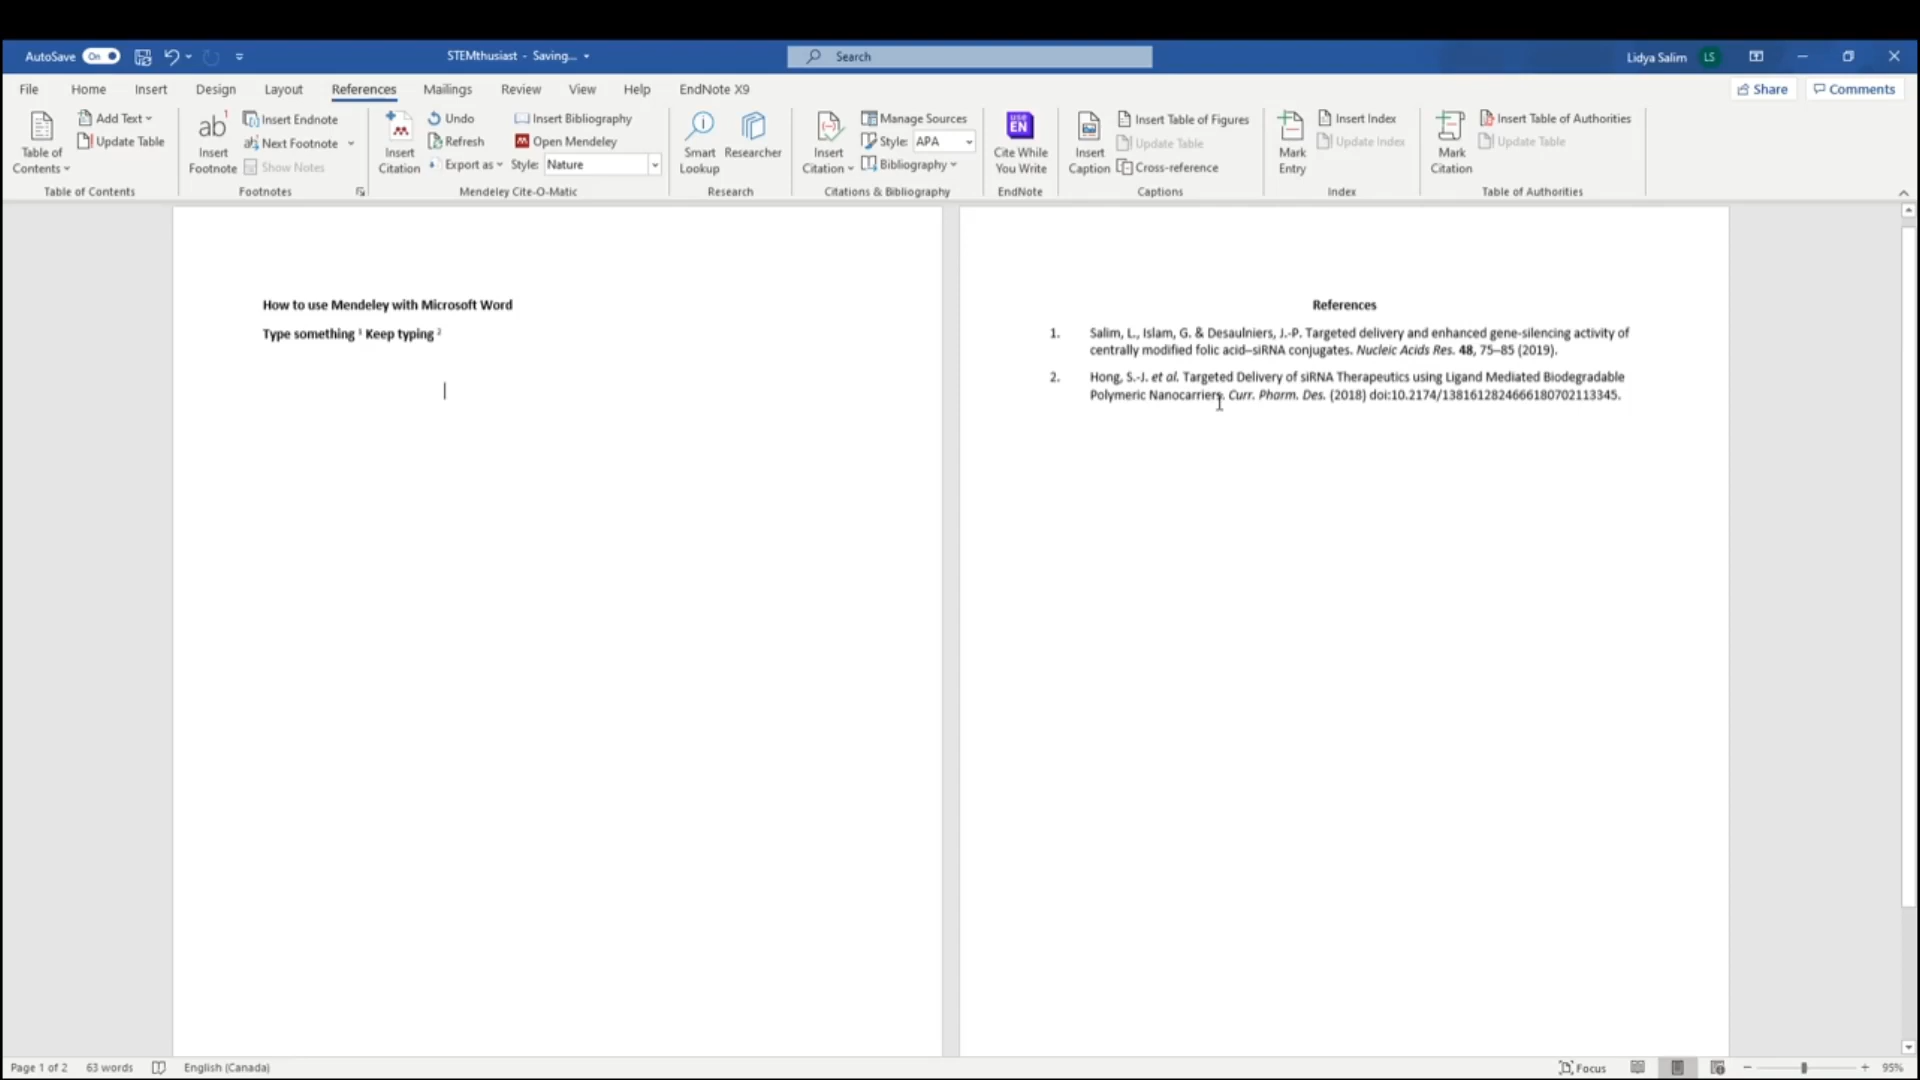 AutoSave On STEMthusiast - Saving... Search Lidya Salim LS
File Home Insert Design Layout References Mailings Review View Help EndNote X9 Share Comments
Table of Contents
Add Text
Update Table
Table of Contents
ab1
Insert Footnote
Insert Endnote
ab Next Footnote
Show Notes
Footnotes
Insert Citation
Undo
Refresh
Export as
Insert Bibliography
Open Mendeley
Style: Nature
Mendeley Cite-O-Matic
Smart Lookup
Researcher
Research
Insert Citation
Manage Sources
Style: APA
Bibliography
Citations & Bibliography
use EN
Cite While You Write
EndNote
Insert Caption
Insert Table of Figures
Update Table
Cross-reference
Captions
Mark Entry
Insert Index
Update Index
Index
Mark Citation
Insert Table of Authorities
Update Table
Table of Authorities
How to use Mendeley with Microsoft Word
Type something 1 Keep typing 2
References
1. Salim, L., Islam, G. & Desaulniers, J.-P. Targeted delivery and enhanced gene-silencing activity of
centrally modified folic acid–siRNA conjugates. Nucleic Acids Res. 48, 75–85 (2019).
2. Hong, S.-J. et al. Targeted Delivery of siRNA Therapeutics using Ligand Mediated Biodegradable
Polymeric Nanocarriers. Curr. Pharm. Des. (2018) doi:10.2174/1381612824666180702113345.
Page 1 of 2 63 words English (Canada) Focus 95%